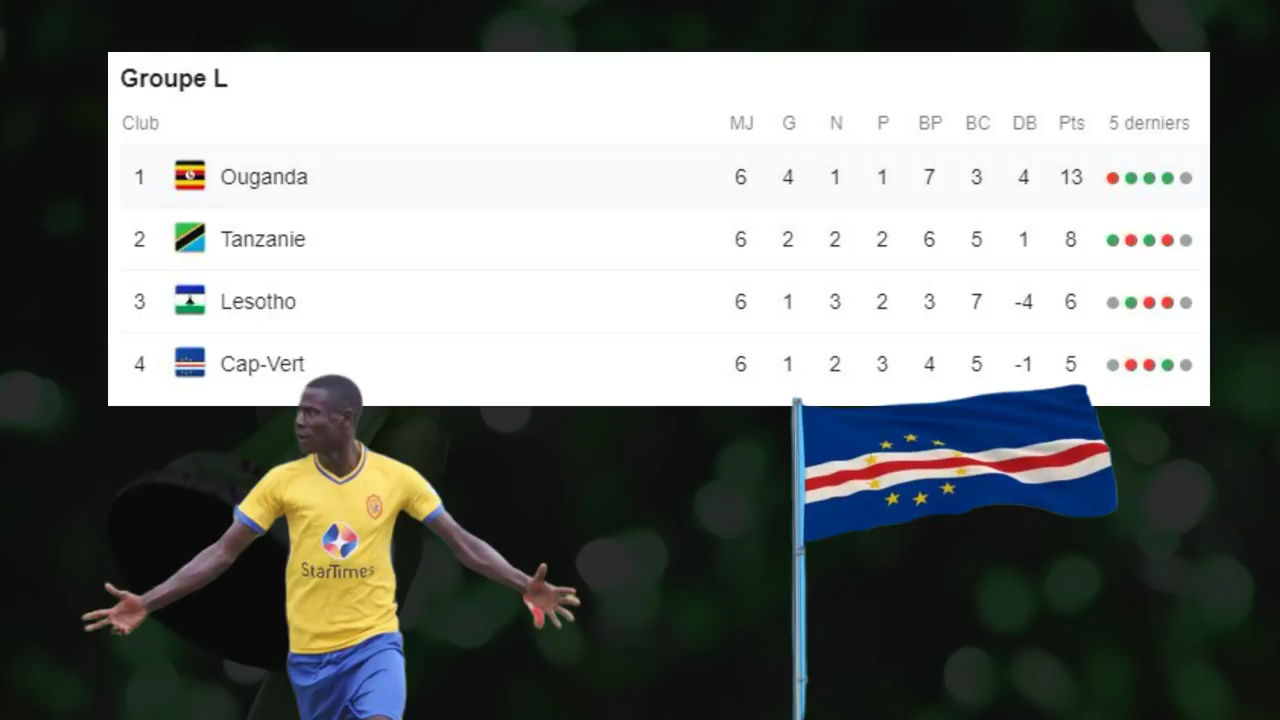 Groupe L
Club MJ G N P BP BC DB Pts 5 derniers
1 Ouganda 6 4 1 1 7 3 4 13
2 Tanzanie 6 2 2 2 6 5 1 8
3 Lesotho 6 1 3 2 3 7 -4 6
4 Cap-Vert 6 1 2 3 4 5 -1 5
StarTimes